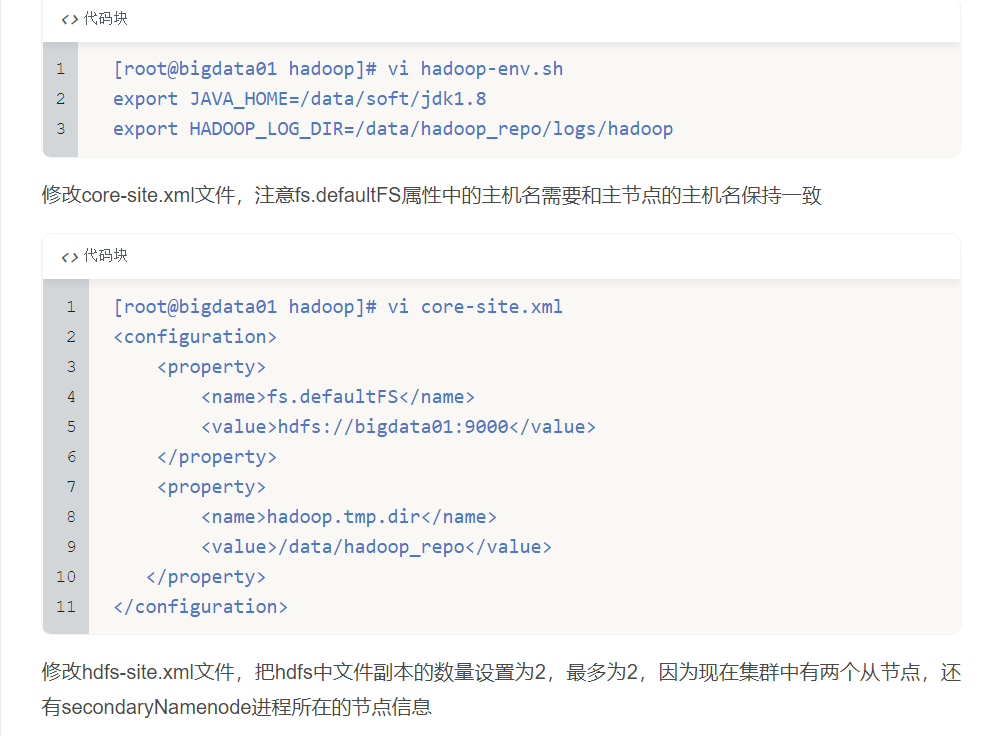 <> 代码块
1 [root@bigdata01 hadoop]# vi hadoop-env.sh
2 export JAVA_HOME=/data/soft/jdk1.8
3 export HADOOP_LOG_DIR=/data/hadoop_repo/logs/hadoop
修改core-site.xml文件，注意fs.defaultFS属性中的主机名需要和主节点的主机名保持一致
<> 代码块
1 [root@bigdata01 hadoop]# vi core-site.xml
2 <configuration>
3     <property>
4         <name>fs.defaultFS</name>
5         <value>hdfs://bigdata01:9000</value>
6     </property>
7     <property>
8         <name>hadoop.tmp.dir</name>
9         <value>/data/hadoop_repo</value>
10    </property>
11 </configuration>
修改hdfs-site.xml文件，把hdfs中文件副本的数量设置为2，最多为2，因为现在集群中有两个从节点，还
有secondaryNamenode进程所在的节点信息